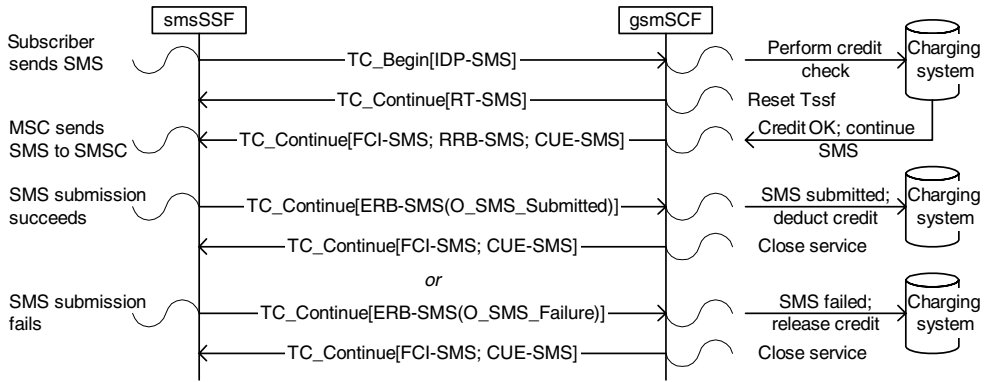 smsSSF
gsmSCF
Subscriber
sends SMS
TC_Begin[IDP-SMS]
Perform credit
check
Charging
system
TC_Continue[RT-SMS]
Reset Tssf
MSC sends
SMS to SMSC
TC_Continue[FCI-SMS; RRB-SMS; CUE-SMS]
Credit OK; continue
SMS
SMS submission
succeeds
TC_Continue[ERB-SMS(O_SMS_Submitted)]
SMS submitted;
deduct credit
Charging
system
TC_Continue[FCI-SMS; CUE-SMS]
Close service
or
SMS submission
fails
TC_Continue[ERB-SMS(O_SMS_Failure)]
SMS failed;
release credit
Charging
system
TC_Continue[FCI-SMS; CUE-SMS]
Close service